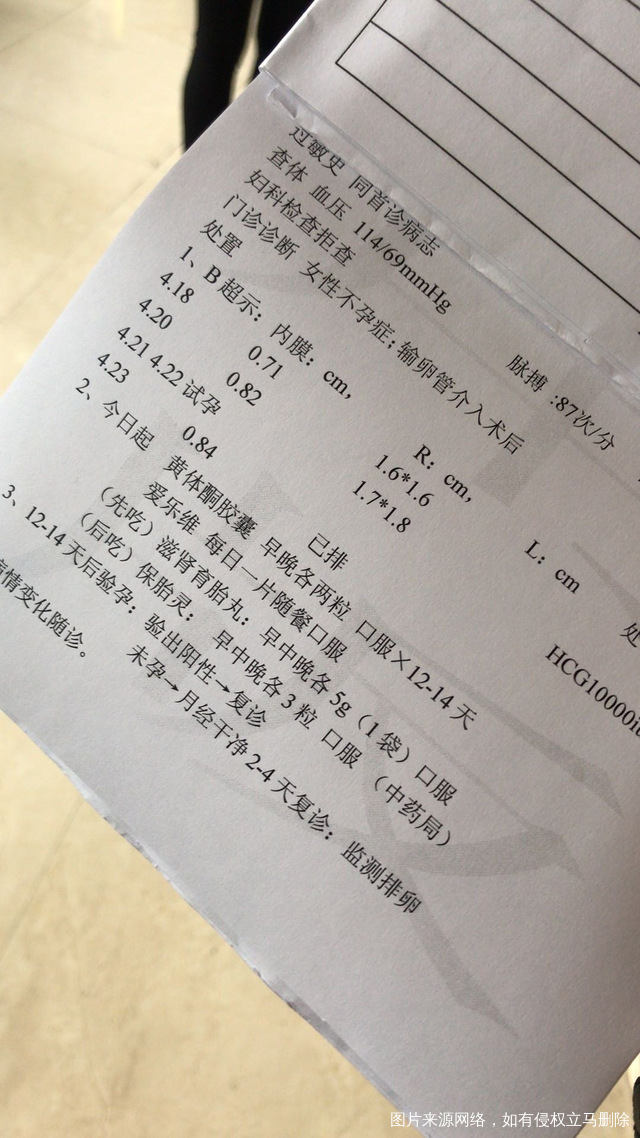 过敏史 同首诊病志
查体 血压 114/69mmHg 脉搏 :87次/分
妇科检查拒查
门诊诊断 女性不孕症；输卵管介入术后
处置
1、B超示：内膜：cm， R：cm， L：cm 处
4.18 0.71 1.6*1.6
4.20 0.82 1.7*1.8 HCG10000iu
4.21 4.22 试孕
4.23 0.84 已排
2、今日起 黄体酮胶囊 早晚各两粒 口服×12-14天
爱乐维 每日一片随餐口服
（先吃）滋肾育胎丸：早中晚各5g（1袋）口服
（后吃）保胎灵： 早中晚各3粒 口服 （中药局）
3、12-14天后验孕：验出阳性→复诊
未孕→月经干净2-4天复诊：监测排卵
病情变化随诊。
图片来源网络，如有侵权立马删除